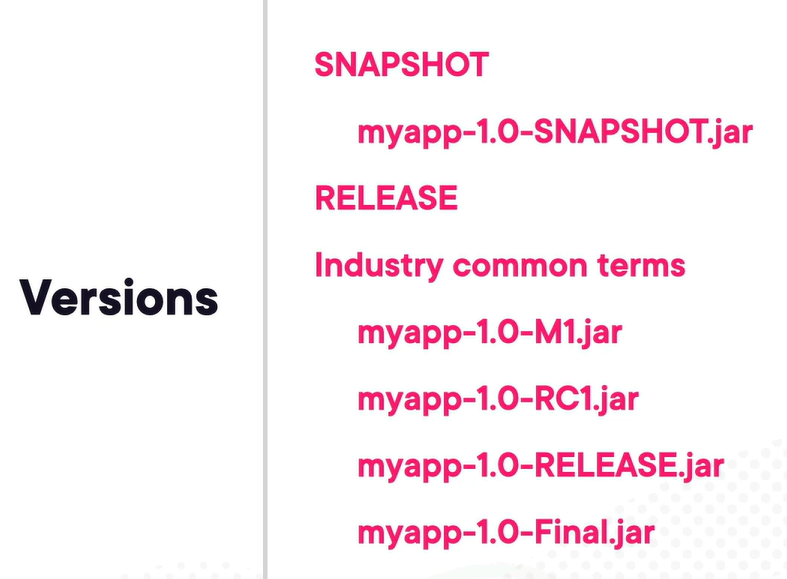 Versions
SNAPSHOT
myapp-1.0-SNAPSHOT.jar
RELEASE
Industry common terms
myapp-1.0-M1.jar
myapp-1.0-RC1.jar
myapp-1.0-RELEASE.jar
myapp-1.0-Final.jar